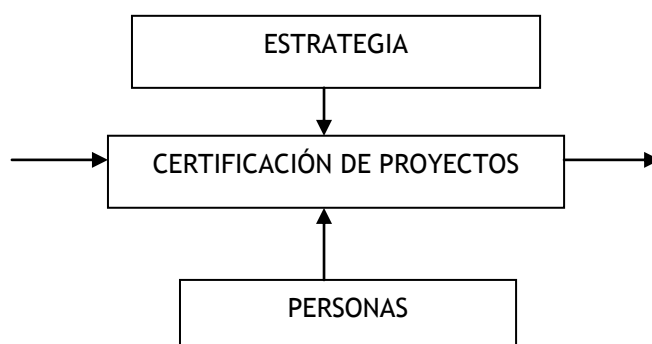 ESTRATEGIA
CERTIFICACIÓN DE PROYECTOS
PERSONAS